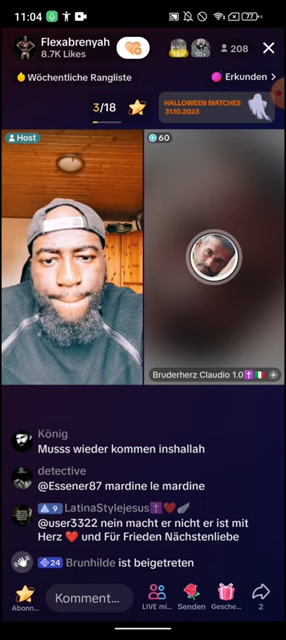 11:04
77
Flexabrenyah
8.7K Likes
208
Wöchentliche Rangliste
Erkunden >
3/18
HALLOWEEN MATCHES
31.10.2023
Host
60
Bruderherz Claudio 1.0
König
Musss wieder kommen inshallah
detective
@Essener87 mardine le mardine
9 LatinaStylejesus
@user3322 nein macht er nicht er ist mit
Herz ❤️ und Für Frieden Nächstenliebe
24 Brunhilde ist beigetreten
Abonn...
Komment...
LIVE mi...
Senden
Gesche...
2